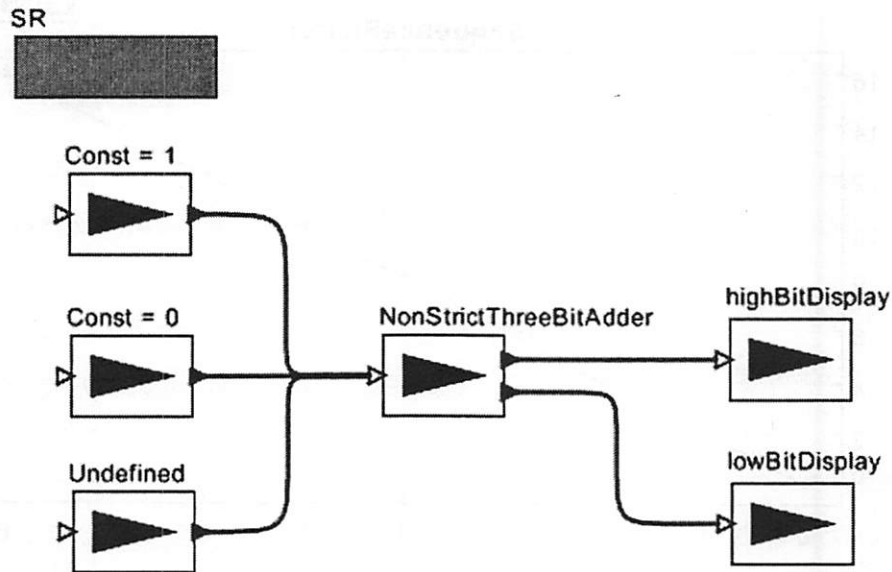 SR
Const = 1
Const = 0
Undefined
NonStrictThreeBitAdder
highBitDisplay
lowBitDisplay